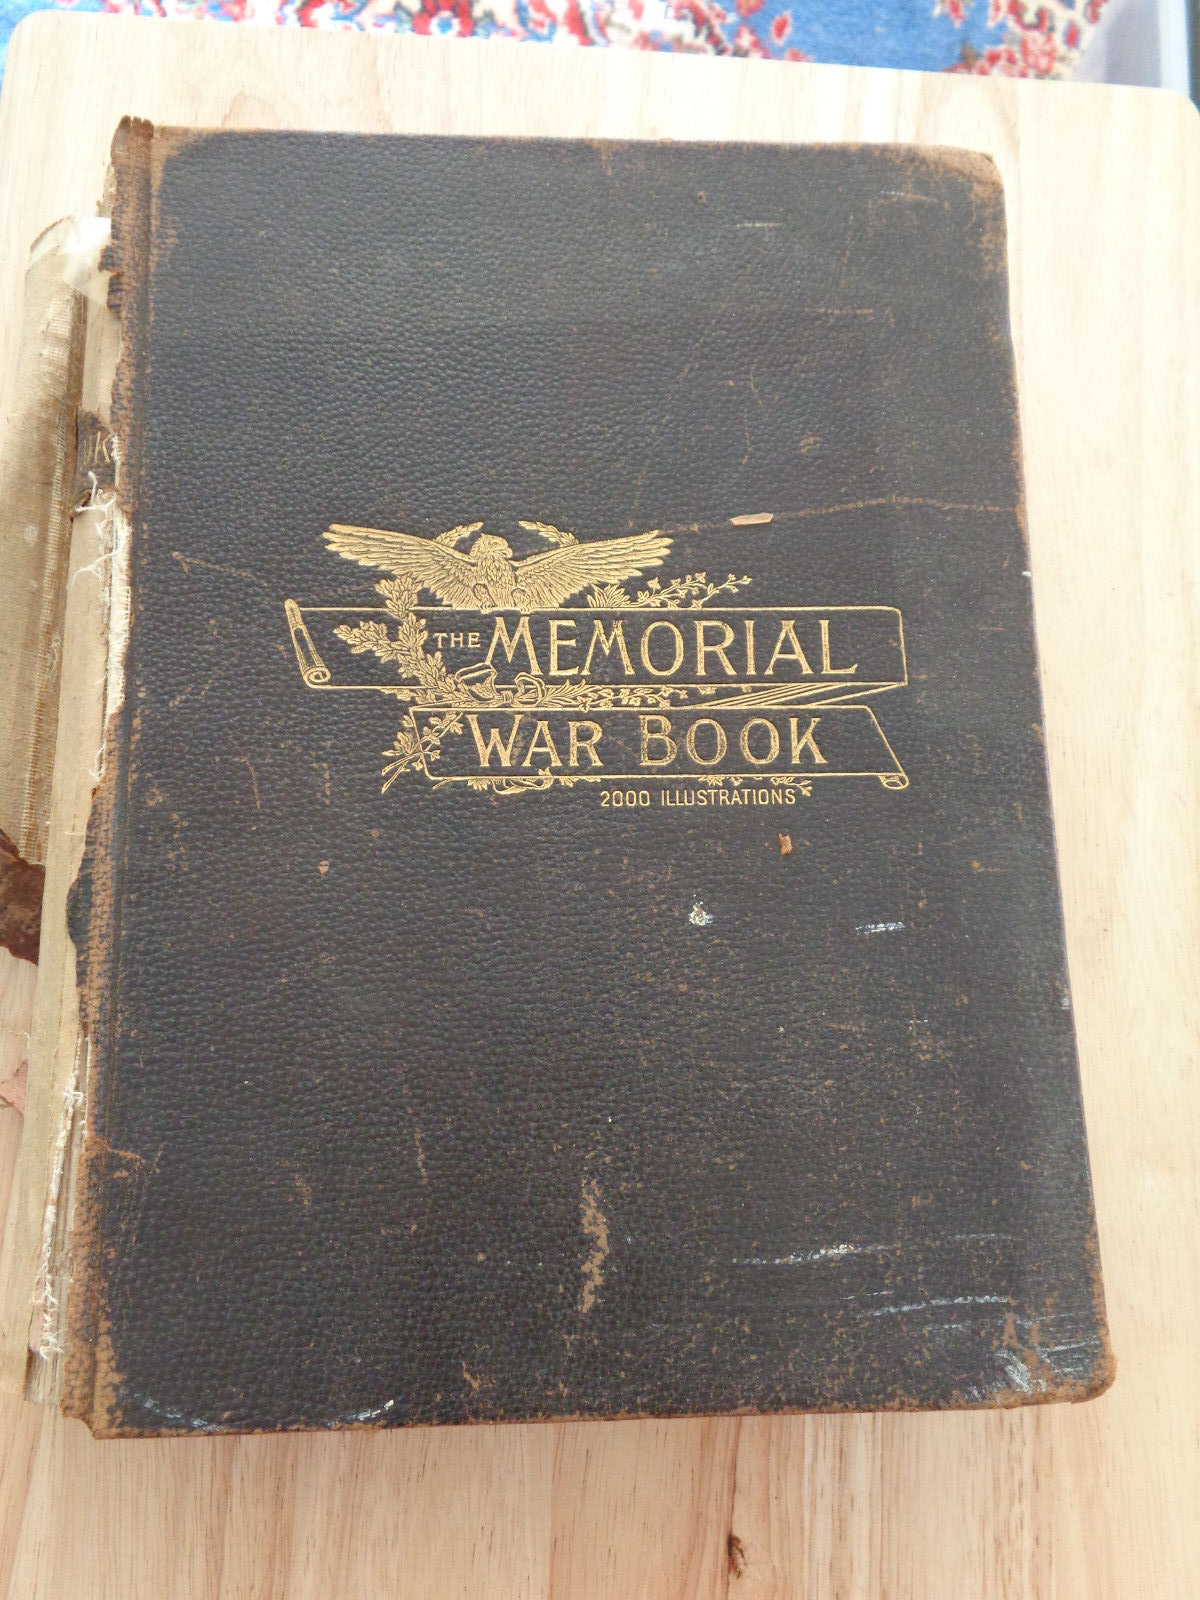 THE MEMORIAL
WAR BOOK
2000 ILLUSTRATIONS